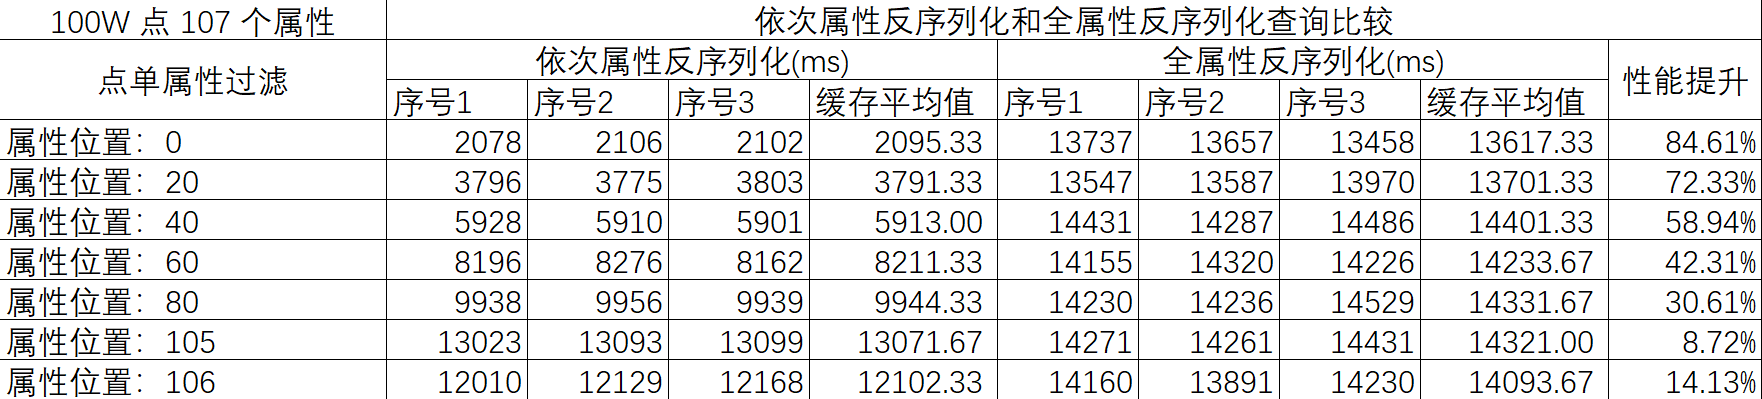 100W 点 107 个属性 依次属性反序列化和全属性反序列化查询比较
点单属性过滤 依次属性反序列化(ms) 全属性反序列化(ms) 性能提升
序号1 序号2 序号3 缓存平均值 序号1 序号2 序号3 缓存平均值
属性位置：0 2078 2106 2102 2095.33 13737 13657 13458 13617.33 84.61%
属性位置：20 3796 3775 3803 3791.33 13547 13587 13970 13701.33 72.33%
属性位置：40 5928 5910 5901 5913.00 14431 14287 14486 14401.33 58.94%
属性位置：60 8196 8276 8162 8211.33 14155 14320 14226 14233.67 42.31%
属性位置：80 9938 9956 9939 9944.33 14230 14236 14529 14331.67 30.61%
属性位置：105 13023 13093 13099 13071.67 14271 14261 14431 14321.00 8.72%
属性位置：106 12010 12129 12168 12102.33 14160 13891 14230 14093.67 14.13%